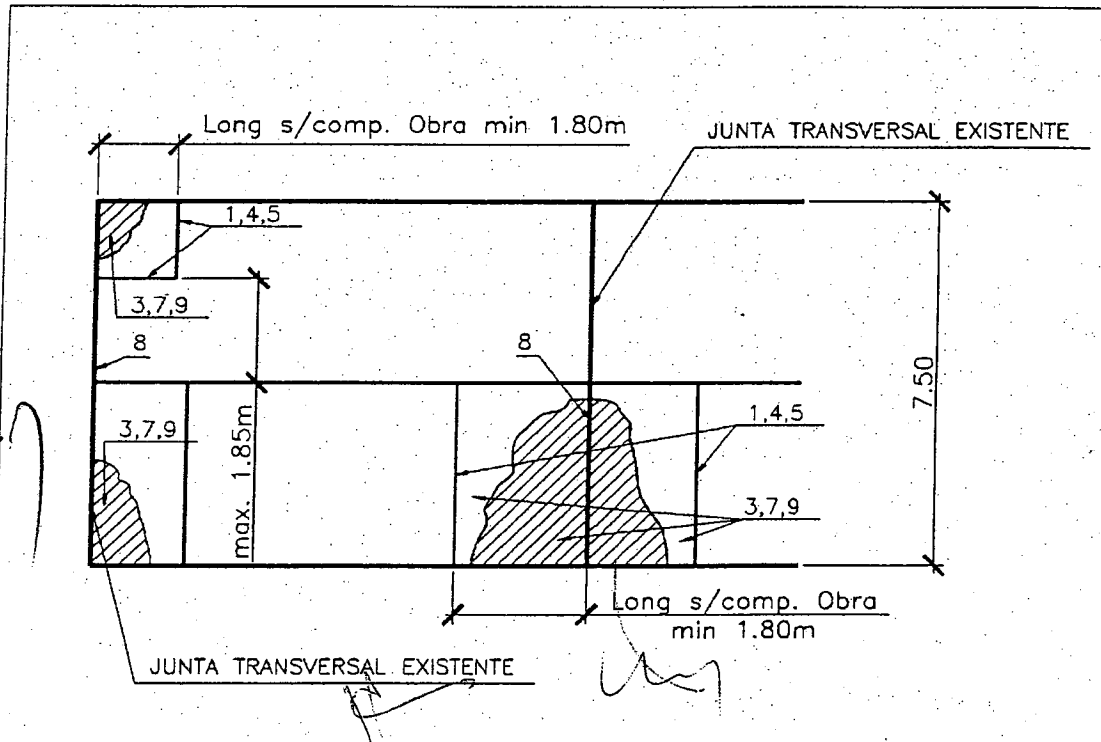 Long s/comp. Obra min 1.80m
JUNTA TRANSVERSAL EXISTENTE
1,4,5
3,7,9
8
8
7.50
1,4,5
3,7,9
max. 1.85m
3,7,9
Long s/comp. Obra
min 1.80m
JUNTA TRANSVERSAL EXISTENTE